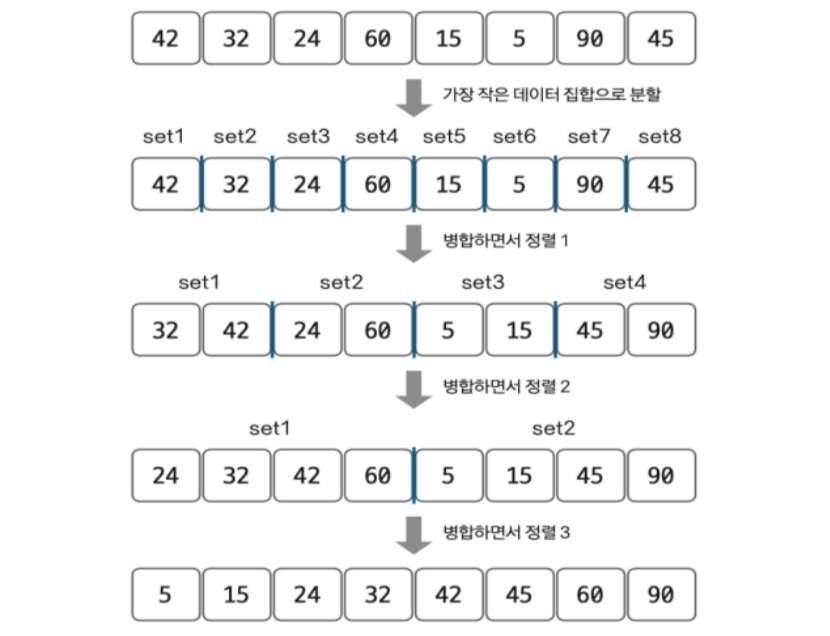 42 32 24 60 15 5 90 45
가장 작은 데이터 집합으로 분할
set1 set2 set3 set4 set5 set6 set7 set8
42 32 24 60 15 5 90 45
병합하면서 정렬 1
set1 set2 set3 set4
32 42 24 60 5 15 45 90
병합하면서 정렬 2
set1 set2
24 32 42 60 5 15 45 90
병합하면서 정렬 3
5 15 24 32 42 45 60 90